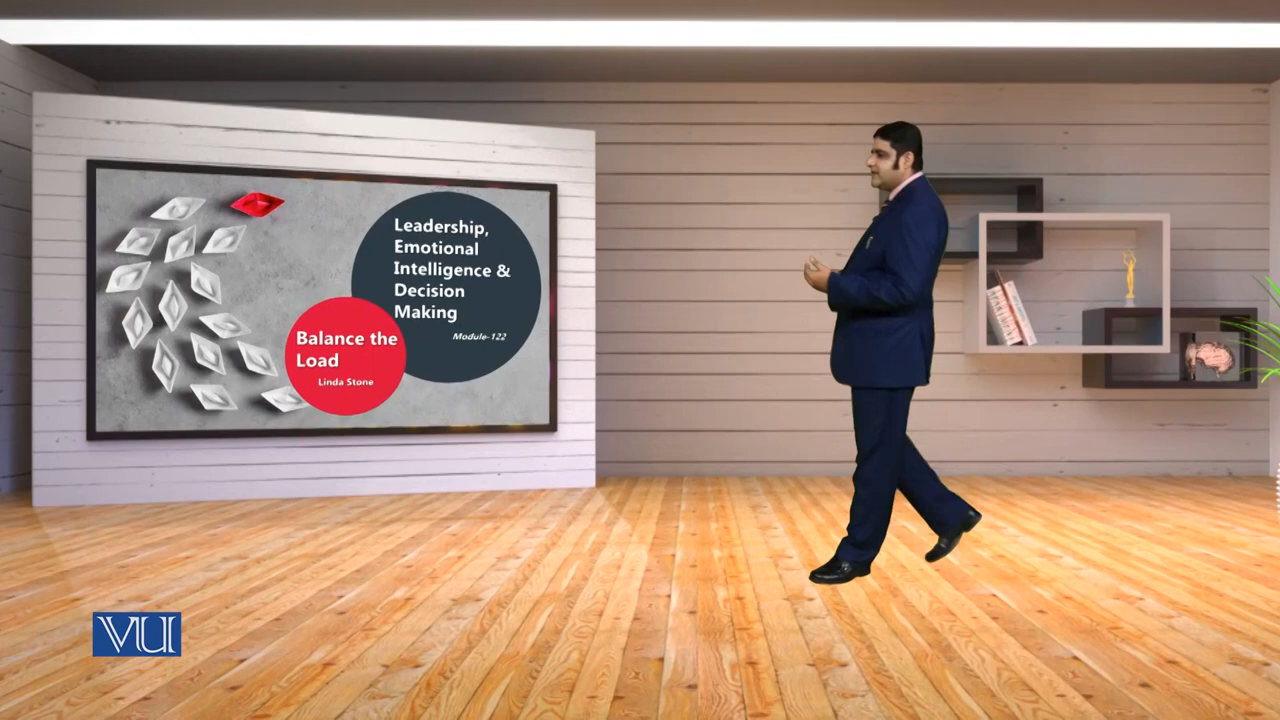 Leadership,
Emotional
Intelligence &
Decision
Making
Module-122
Balance the
Load
Linda Stone
VU